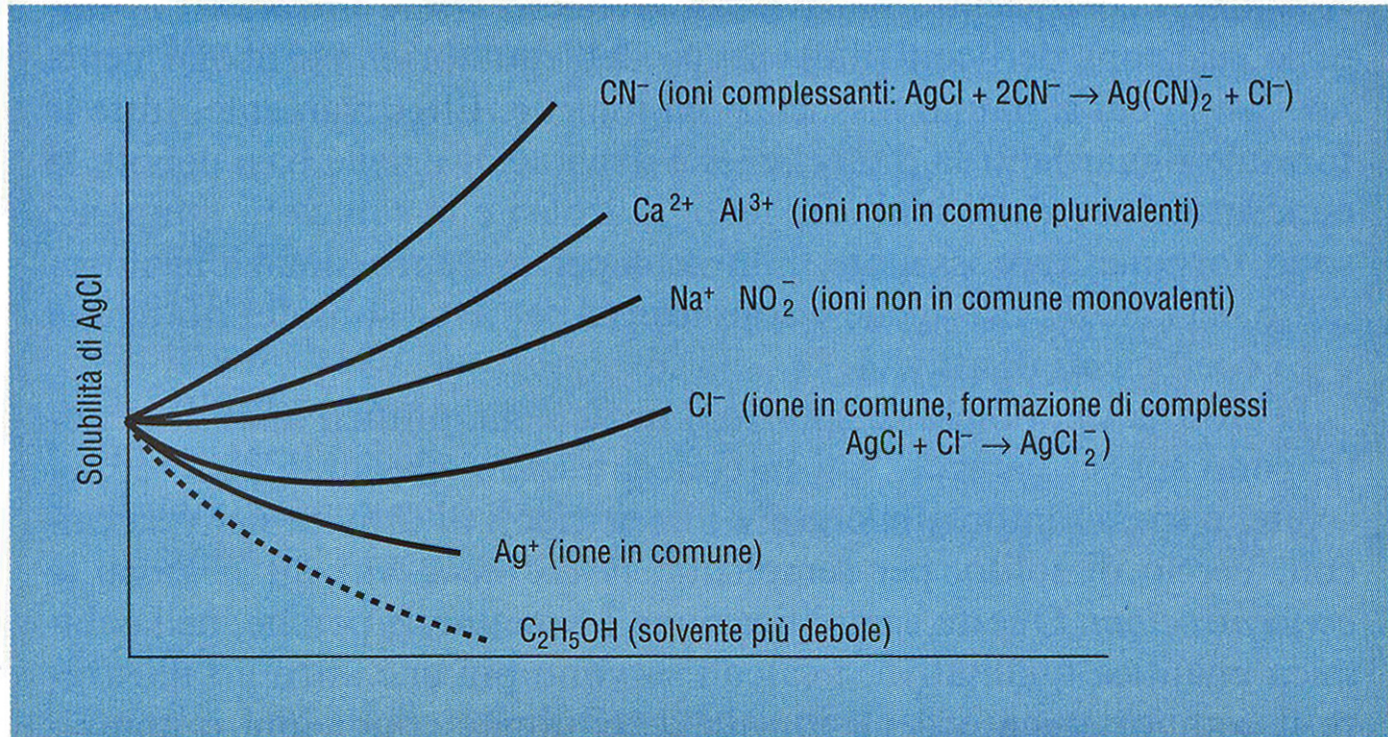 CN⁻ (ioni complessanti: AgCl + 2CN⁻ → Ag(CN)₂⁻ + Cl⁻)
Ca²⁺ Al³⁺ (ioni non in comune plurivalenti)
Na⁺ NO₂⁻ (ioni non in comune monovalenti)
Solubilità di AgCl
Cl⁻ (ione in comune, formazione di complessi
AgCl + Cl⁻ → AgCl₂⁻)
Ag⁺ (ione in comune)
C₂H₅OH (solvente più debole)